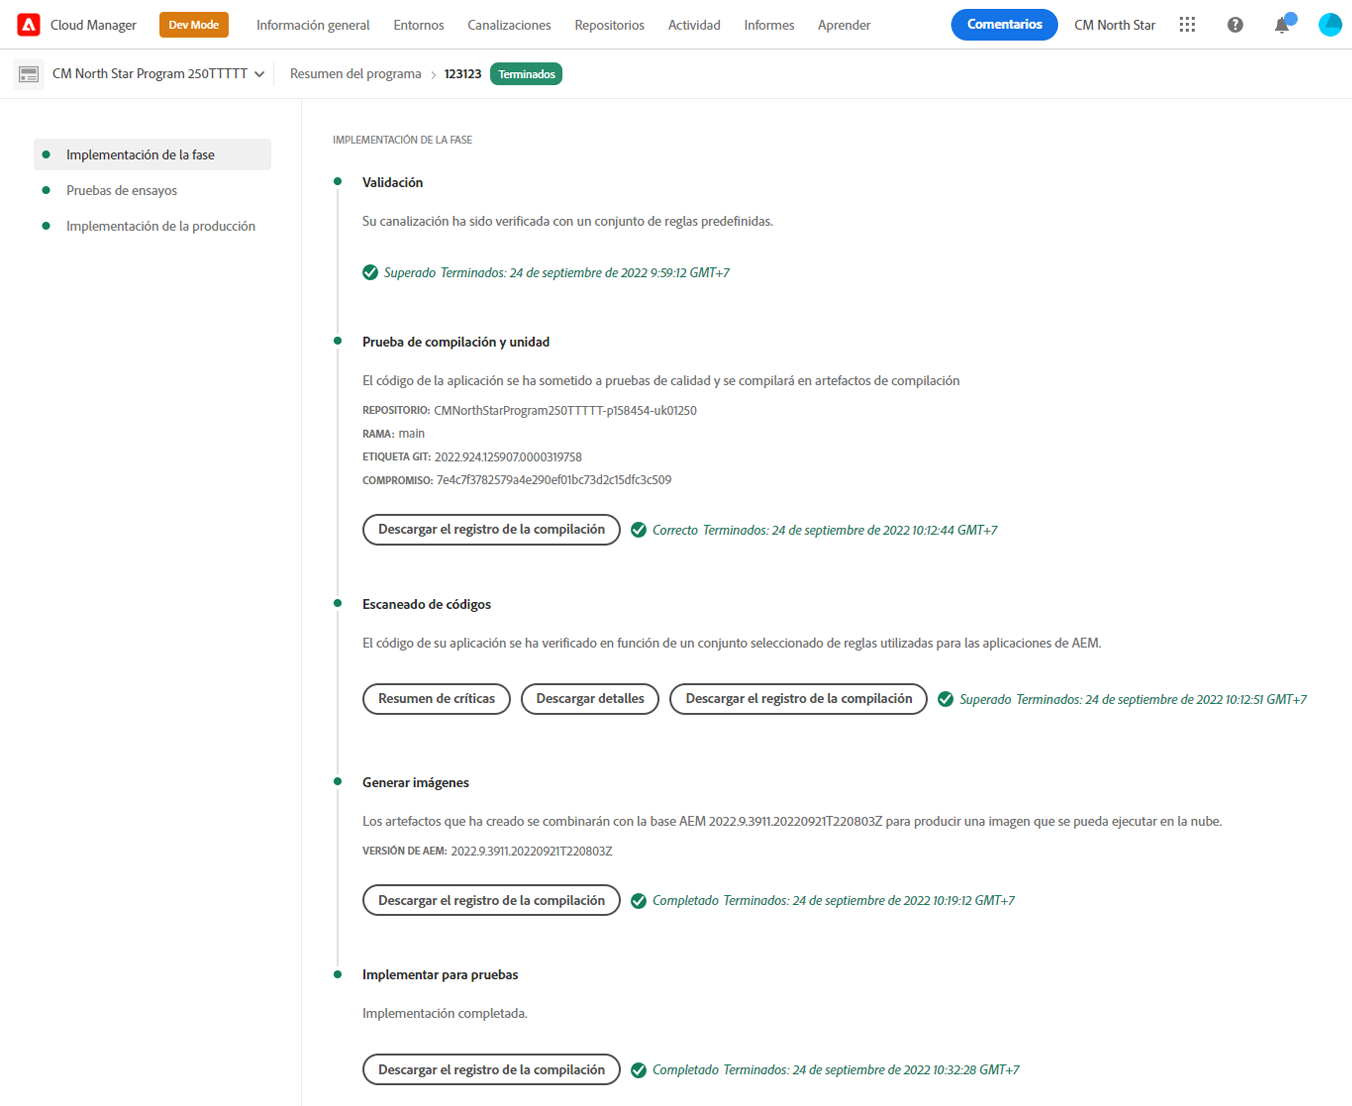 Cloud Manager Dev Mode Información general Entornos Canalizaciones Repositorios Actividad Informes Aprender Comentarios CM North Star
CM North Star Program 250TTTTT Resumen del programa > 123123 Terminados
IMPLEMENTACIÓN DE LA FASE
Implementación de la fase
Pruebas de ensayos
Implementación de la producción
Validación
Su canalización ha sido verificada con un conjunto de reglas predefinidas.
Superado Terminados: 24 de septiembre de 2022 9:59:12 GMT+7
Prueba de compilación y unidad
El código de la aplicación se ha sometido a pruebas de calidad y se compilará en artefactos de compilación
REPOSITORIO: CMNorthStarProgram250TTTTT-p158454-uk01250
RAMA: main
ETIQUETA GIT: 2022.924.125907.0000319758
COMPROMISO: 7e4c7f3782579a4e290ef01bc73d2c15dfc3c509
Descargar el registro de la compilación Correcto Terminados: 24 de septiembre de 2022 10:12:44 GMT+7
Escaneado de códigos
El código de su aplicación se ha verificado en función de un conjunto seleccionado de reglas utilizadas para las aplicaciones de AEM.
Resumen de críticas Descargar detalles Descargar el registro de la compilación Superado Terminados: 24 de septiembre de 2022 10:12:51 GMT+7
Generar imágenes
Los artefactos que ha creado se combinarán con la base AEM 2022.9.3911.20220921T220803Z para producir una imagen que se pueda ejecutar en la nube.
VERSIÓN DE AEM: 2022.9.3911.20220921T220803Z
Descargar el registro de la compilación Completado Terminados: 24 de septiembre de 2022 10:19:12 GMT+7
Implementar para pruebas
Implementación completada.
Descargar el registro de la compilación Completado Terminados: 24 de septiembre de 2022 10:32:28 GMT+7